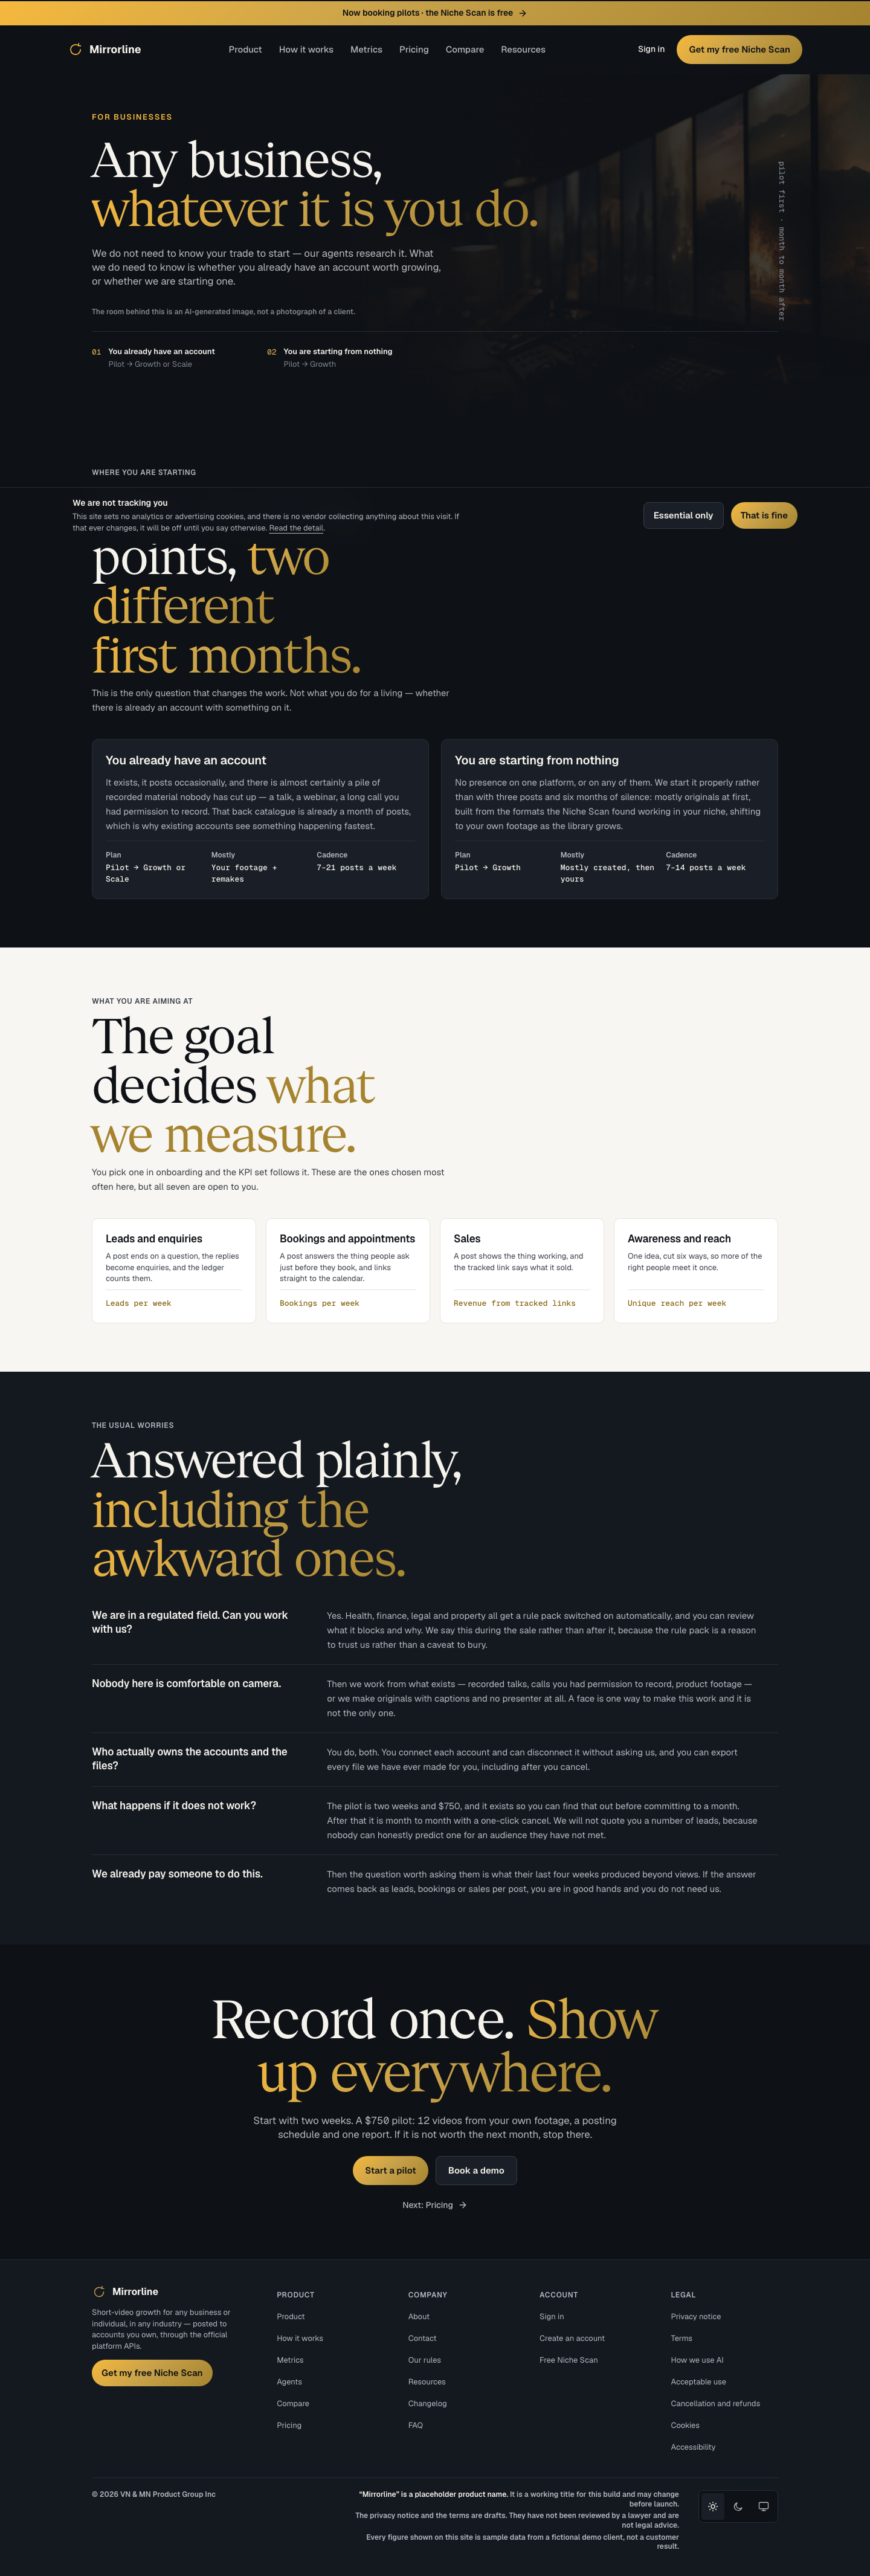 Now booking pilots · the Niche Scan is free →
Mirrorline
Product
How it works
Metrics
Pricing
Compare
Resources
Sign in
Get my free Niche Scan
FOR BUSINESSES
Any business,
whatever it is you do.
We do not need to know your trade to start — our agents research it. What
we do need to know is whether you already have an account worth growing,
or whether we are starting one.
The room behind this is an AI-generated image, not a photograph of a client.
pilot first · month to month after
01 You already have an account
Pilot → Growth or Scale
02 You are starting from nothing
Pilot → Growth
WHERE YOU ARE STARTING
We are not tracking you
This site sets no analytics or advertising cookies, and there is no vendor collecting anything about this visit. If
that ever changes, it will be off until you say otherwise. Read the detail.
Essential only
That is fine
points, two
different
first months.
This is the only question that changes the work. Not what you do for a living — whether
there is already an account with something on it.
You already have an account
It exists, it posts occasionally, and there is almost certainly a pile of
recorded material nobody has cut up — a talk, a webinar, a long call you
had permission to record. That back catalogue is already a month of posts,
which is why existing accounts see something happening fastest.
Plan
Pilot → Growth or
Scale
Mostly
Your footage +
remakes
Cadence
7–21 posts a week
You are starting from nothing
No presence on one platform, or on any of them. We start it properly rather
than with three posts and six months of silence: mostly originals at first,
built from the formats the Niche Scan found working in your niche, shifting
to your own footage as the library grows.
Plan
Pilot → Growth
Mostly
Mostly created, then
yours
Cadence
7–14 posts a week
WHAT YOU ARE AIMING AT
The goal
decides what
we measure.
You pick one in onboarding and the KPI set follows it. These are the ones chosen most
often here, but all seven are open to you.
Leads and enquiries
A post ends on a question, the replies
become enquiries, and the ledger
counts them.
Leads per week
Bookings and appointments
A post answers the thing people ask
just before they book, and links
straight to the calendar.
Bookings per week
Sales
A post shows the thing working, and
the tracked link says what it sold.
Revenue from tracked links
Awareness and reach
One idea, cut six ways, so more of the
right people meet it once.
Unique reach per week
THE USUAL WORRIES
Answered plainly,
including the
awkward ones.
We are in a regulated field. Can you work
with us?
Yes. Health, finance, legal and property all get a rule pack switched on automatically, and you can review
what it blocks and why. We say this during the sale rather than after it, because the rule pack is a reason
to trust us rather than a caveat to bury.
Nobody here is comfortable on camera.
Then we work from what exists — recorded talks, calls you had permission to record, product footage —
or we make originals with captions and no presenter at all. A face is one way to make this work and it is
not the only one.
Who actually owns the accounts and the
files?
You do, both. You connect each account and can disconnect it without asking us, and you can export
every file we have ever made for you, including after you cancel.
What happens if it does not work?
The pilot is two weeks and $750, and it exists so you can find that out before committing to a month.
After that it is month to month with a one-click cancel. We will not quote you a number of leads, because
nobody can honestly predict one for an audience they have not met.
We already pay someone to do this.
Then the question worth asking them is what their last four weeks produced beyond views. If the answer
comes back as leads, bookings or sales per post, you are in good hands and you do not need us.
Record once. Show
up everywhere.
Start with two weeks. A $750 pilot: 12 videos from your own footage, a posting
schedule and one report. If it is not worth the next month, stop there.
Start a pilot
Book a demo
Next: Pricing →
Mirrorline
Short-video growth for any business or
individual, in any industry — posted to
accounts you own, through the official
platform APIs.
Get my free Niche Scan
PRODUCT
Product
How it works
Metrics
Agents
Compare
Pricing
COMPANY
About
Contact
Our rules
Resources
Changelog
FAQ
ACCOUNT
Sign in
Create an account
Free Niche Scan
LEGAL
Privacy notice
Terms
How we use AI
Acceptable use
Cancellation and refunds
Cookies
Accessibility
© 2026 VN & MN Product Group Inc
"Mirrorline" is a placeholder product name. It is a working title for this build and may change
before launch.
The privacy notice and the terms are drafts. They have not been reviewed by a lawyer and are
not legal advice.
Every figure shown on this site is sample data from a fictional demo client, not a customer
result.